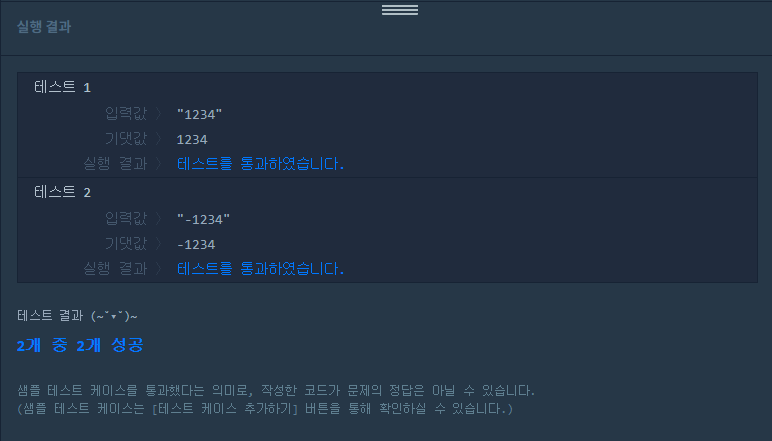 실행 결과
테스트 1
입력값 〉 "1234"
기댓값 〉 1234
실행 결과 〉 테스트를 통과하였습니다.
테스트 2
입력값 〉 "-1234"
기댓값 〉 -1234
실행 결과 〉 테스트를 통과하였습니다.
테스트 결과 (~˘▾˘)~
2개 중 2개 성공
샘플 테스트 케이스를 통과했다는 의미로, 작성한 코드가 문제의 정답은 아닐 수 있습니다.
(샘플 테스트 케이스는 [테스트 케이스 추가하기] 버튼을 통해 확인하실 수 있습니다.)